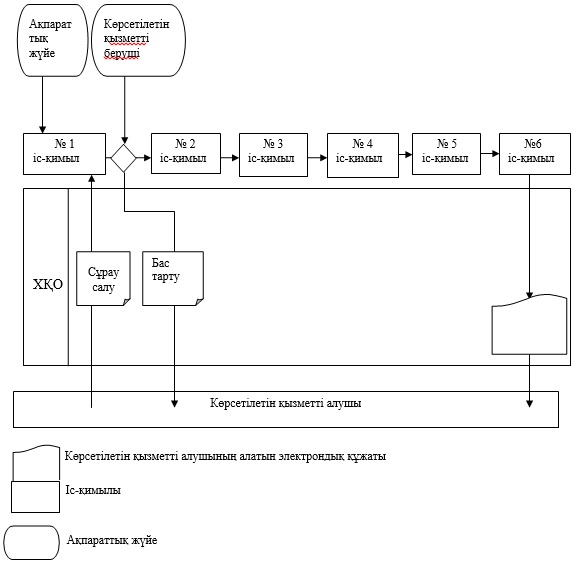 Ақпарат
тық
жүйе
Көрсетілетін
қызметті
беруші
№ 1
іс-қимыл
№ 2
іс-қимыл
№ 3
іс-қимыл
№ 4
іс-қимыл
№ 5
іс-қимыл
№6
іс-қимыл
ХҚО
Сұрау
салу
Бас
тарту
Көрсетілетін қызметті алушы
Көрсетілетін қызметті алушының алатын электрондық құжаты
Іс-қимылы
Ақпараттық жүйе